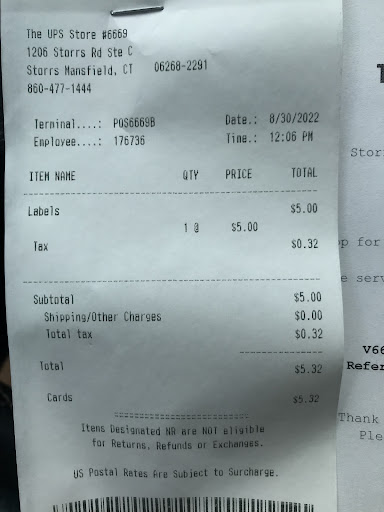 The UPS Store #6669
1206 Storrs Rd Ste C
Storrs Mansfield, CT 06268-2291
860-477-1444
Terminal....: POS6669B Date.: 8/30/2022
Employee....: 176736 Time.: 12:06 PM
ITEM NAME QTY PRICE TOTAL
Labels $5.00
1 @ $5.00
Tax $0.32
Subtotal $5.00
Shipping/Other Charges $0.00
Total tax $0.32
Total $5.32
Cards $5.32
Items Designated NR are NOT eligible
for Returns, Refunds or Exchanges.
US Postal Rates Are Subject to Surcharge.
Stor
p for
e serv
V66
Refer
Thank
Ple